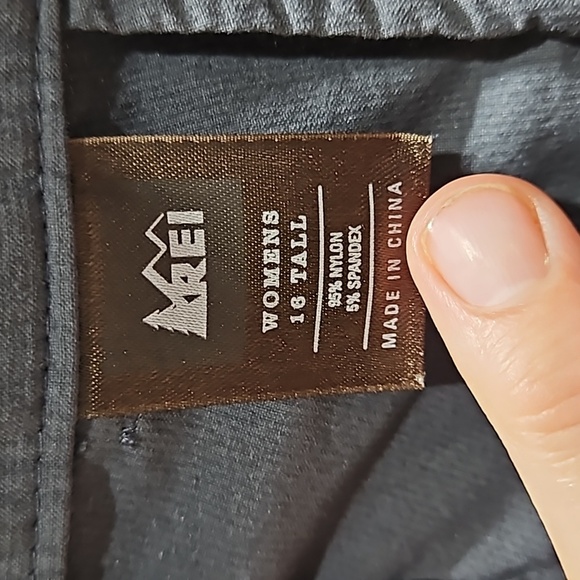 REI
WOMENS
16 TALL
95% NYLON
5% SPANDEX
MADE IN CHINA